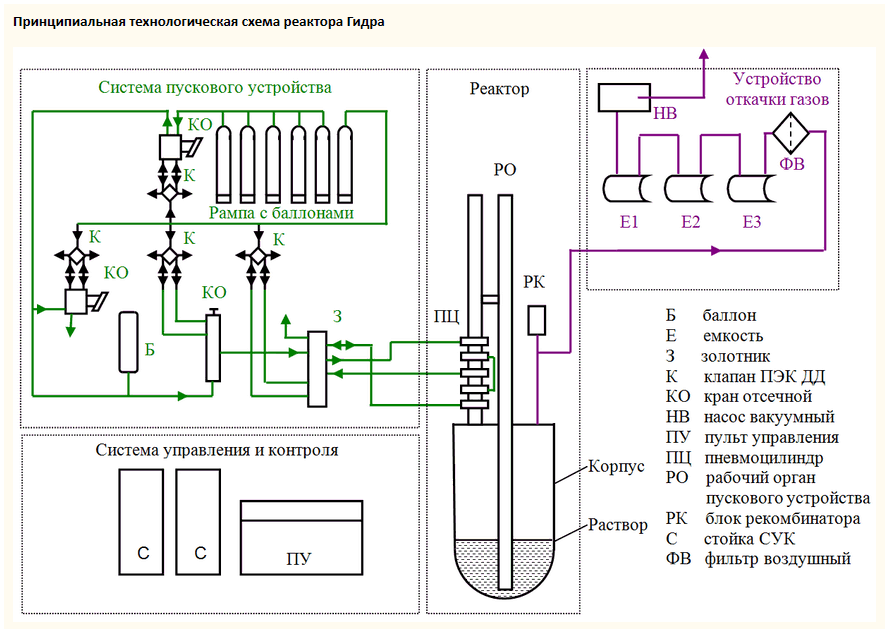 Принципиальная технологическая схема реактора Гидра
Система пускового устройства
КО
К
Рампа с баллонами
К
К
К
КО
КО
Б
З
Реактор
РО
РК
ПЦ
Корпус
Раствор
Устройство
откачки газов
НВ
ФВ
Е1
Е2
Е3
Б баллон
Е емкость
З золотник
К клапан ПЭК ДД
КО кран отсечной
НВ насос вакуумный
ПУ пульт управления
ПЦ пневмоцилиндр
РО рабочий орган
пускового устройства
РК блок рекомбинатора
С стойка СУК
ФВ фильтр воздушный
Система управления и контроля
С
С
ПУ